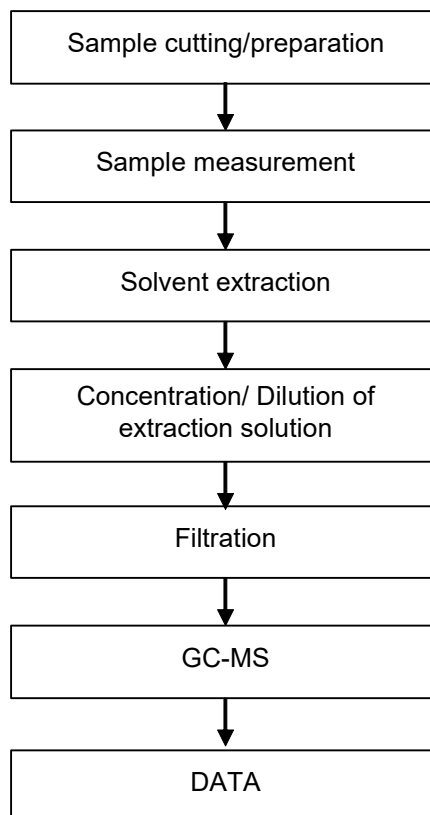 Sample cutting/preparation
Sample measurement
Solvent extraction
Concentration/ Dilution of
extraction solution
Filtration
GC-MS
DATA